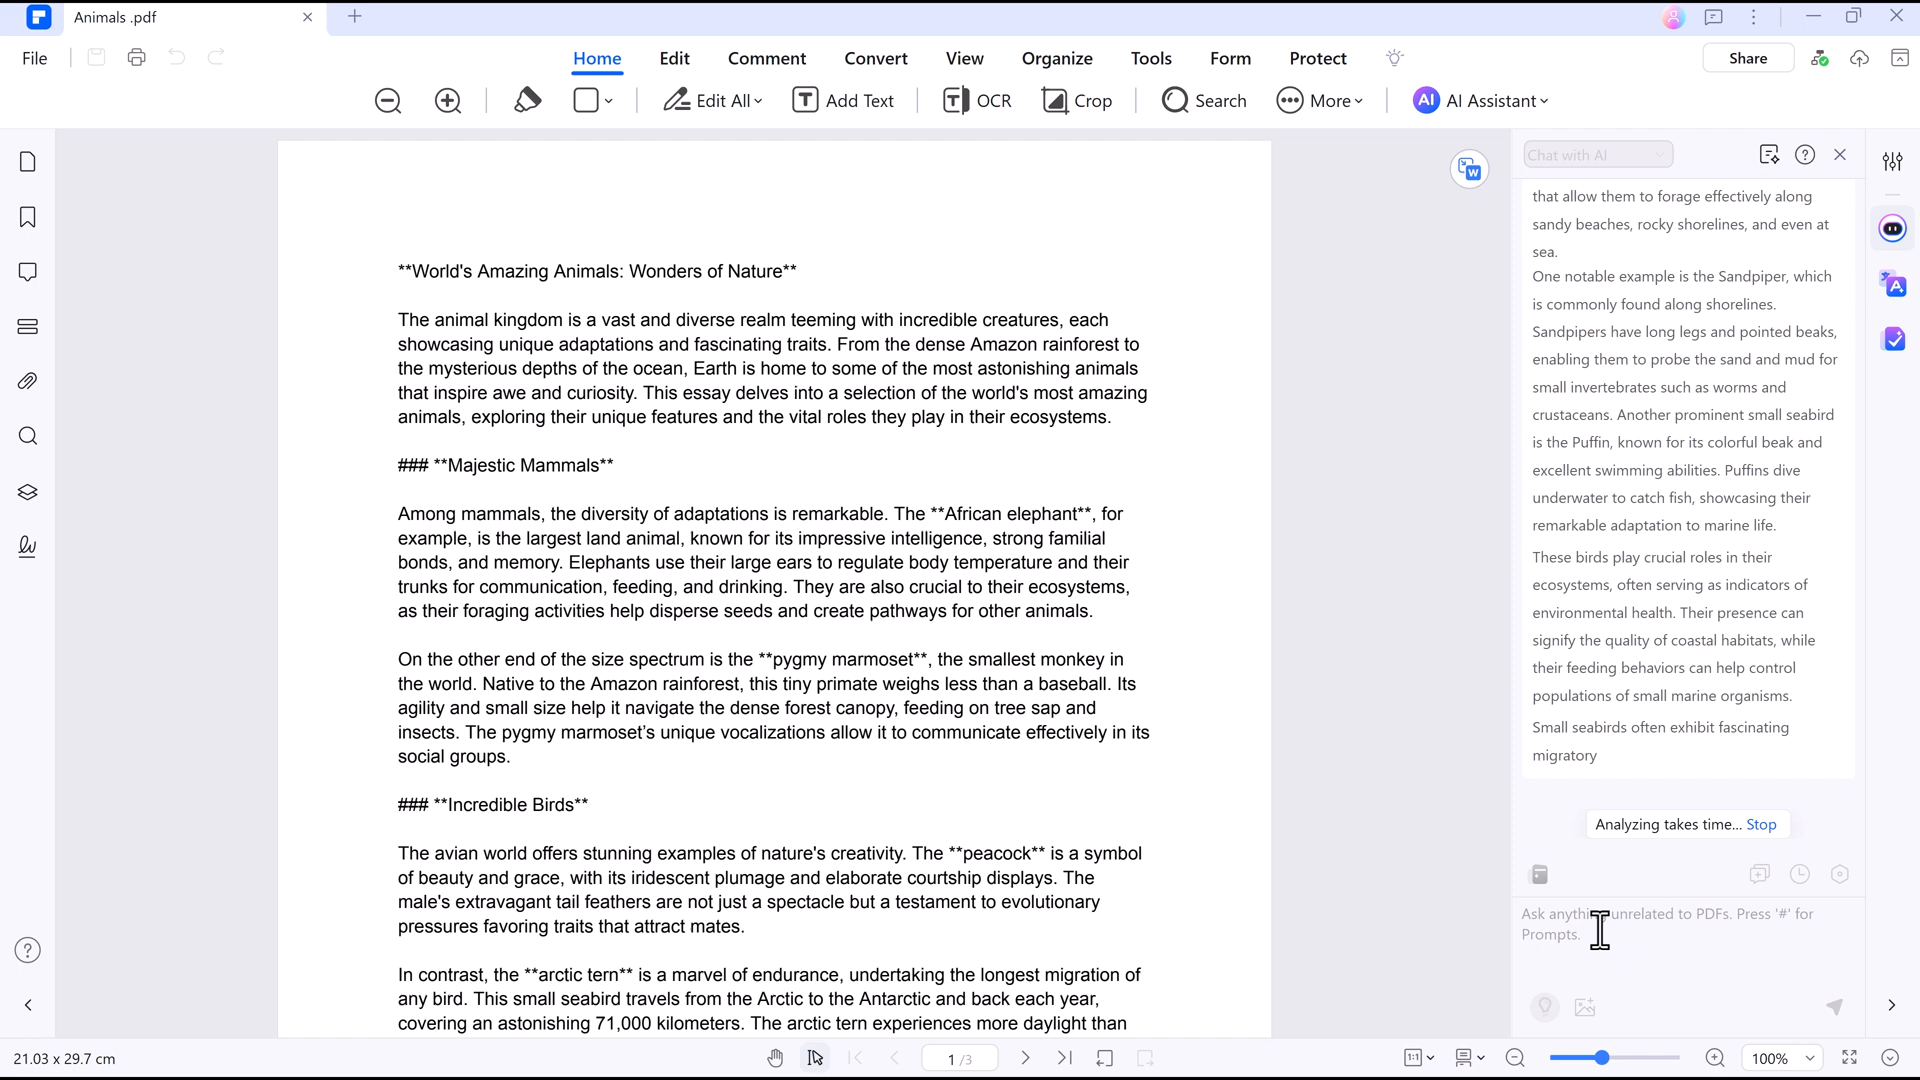 Animals .pdf
File
Home
Edit
Comment
Convert
View
Organize
Tools
Form
Protect
Share
Edit All
Add Text
OCR
Crop
Search
More
AI Assistant
**World's Amazing Animals: Wonders of Nature**
The animal kingdom is a vast and diverse realm teeming with incredible creatures, each
showcasing unique adaptations and fascinating traits. From the dense Amazon rainforest to
the mysterious depths of the ocean, Earth is home to some of the most astonishing animals
that inspire awe and curiosity. This essay delves into a selection of the world's most amazing
animals, exploring their unique features and the vital roles they play in their ecosystems.
### **Majestic Mammals**
Among mammals, the diversity of adaptations is remarkable. The **African elephant**, for
example, is the largest land animal, known for its impressive intelligence, strong familial
bonds, and memory. Elephants use their large ears to regulate body temperature and their
trunks for communication, feeding, and drinking. They are also crucial to their ecosystems,
as their foraging activities help disperse seeds and create pathways for other animals.
On the other end of the size spectrum is the **pygmy marmoset**, the smallest monkey in
the world. Native to the Amazon rainforest, this tiny primate weighs less than a baseball. Its
agility and small size help it navigate the dense forest canopy, feeding on tree sap and
insects. The pygmy marmoset's unique vocalizations allow it to communicate effectively in its
social groups.
### **Incredible Birds**
The avian world offers stunning examples of nature's creativity. The **peacock** is a symbol
of beauty and grace, with its iridescent plumage and elaborate courtship displays. The
male's extravagant tail feathers are not just a spectacle but a testament to evolutionary
pressures favoring traits that attract mates.
In contrast, the **arctic tern** is a marvel of endurance, undertaking the longest migration of
any bird. This small seabird travels from the Arctic to the Antarctic and back each year,
covering an astonishing 71,000 kilometers. The arctic tern experiences more daylight than
Chat with AI
that allow them to forage effectively along
sandy beaches, rocky shorelines, and even at
sea.
One notable example is the Sandpiper, which
is commonly found along shorelines.
Sandpipers have long legs and pointed beaks,
enabling them to probe the sand and mud for
small invertebrates such as worms and
crustaceans. Another prominent small seabird
is the Puffin, known for its colorful beak and
excellent swimming abilities. Puffins dive
underwater to catch fish, showcasing their
remarkable adaptation to marine life.
These birds play crucial roles in their
ecosystems, often serving as indicators of
environmental health. Their presence can
signify the quality of coastal habitats, while
their feeding behaviors can help control
populations of small marine organisms.
Small seabirds often exhibit fascinating
migratory
Analyzing takes time... Stop
Ask anything unrelated to PDFs. Press '#' for
Prompts.
21.03 x 29.7 cm
1 /3
1:1
100%